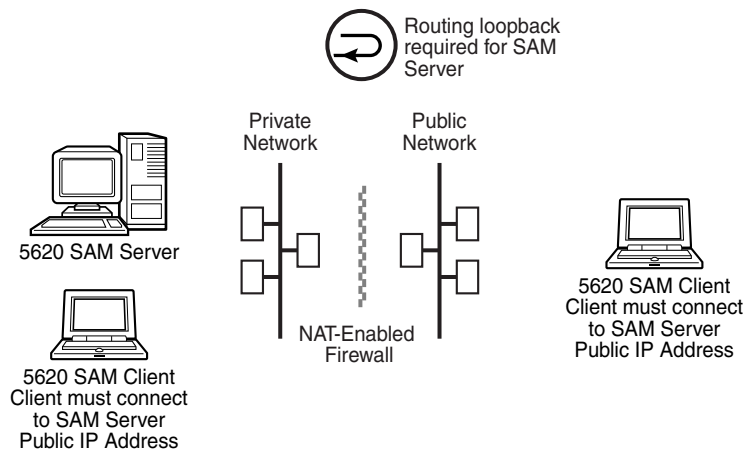 Routing loopback
required for SAM
Server
Private
Network
Public
Network
5620 SAM Server
NAT-Enabled
Firewall
5620 SAM Client
Client must connect
to SAM Server
Public IP Address
5620 SAM Client
Client must connect
to SAM Server
Public IP Address